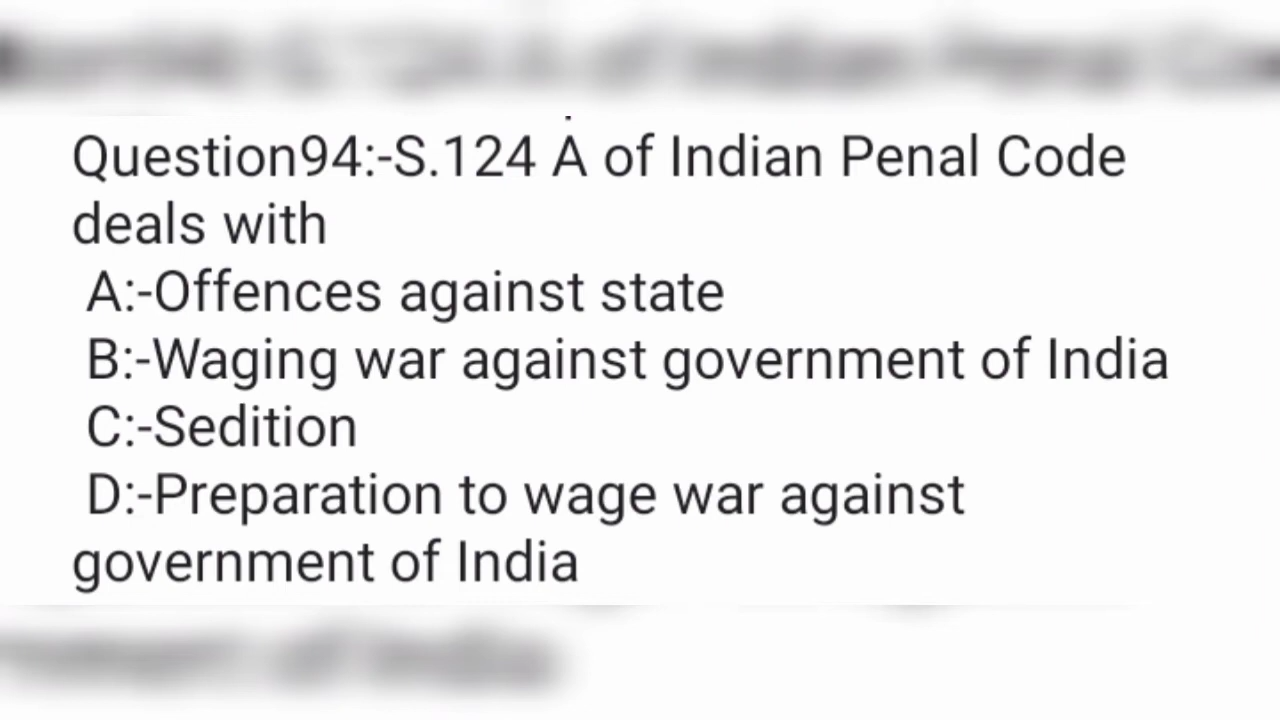 Question94:-S.124 A of Indian Penal Code
deals with
A:-Offences against state
B:-Waging war against government of India
C:-Sedition
D:-Preparation to wage war against
government of India